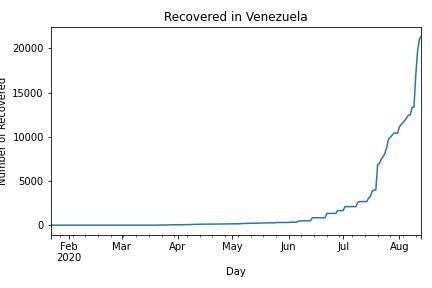 Recovered in Venezuela
Number of Recovered
20000
15000
10000
5000
0
Feb
2020
Mar
Apr
May
Jun
Jul
Aug
Day